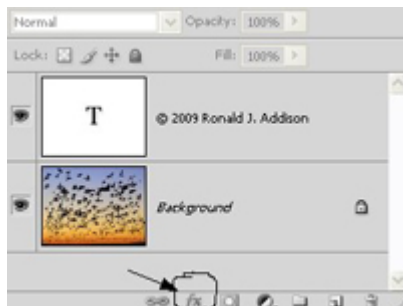 Normal Opacity: 100%
Lock: Fill: 100%
T © 2009 Ronald J. Addison
Background
fx